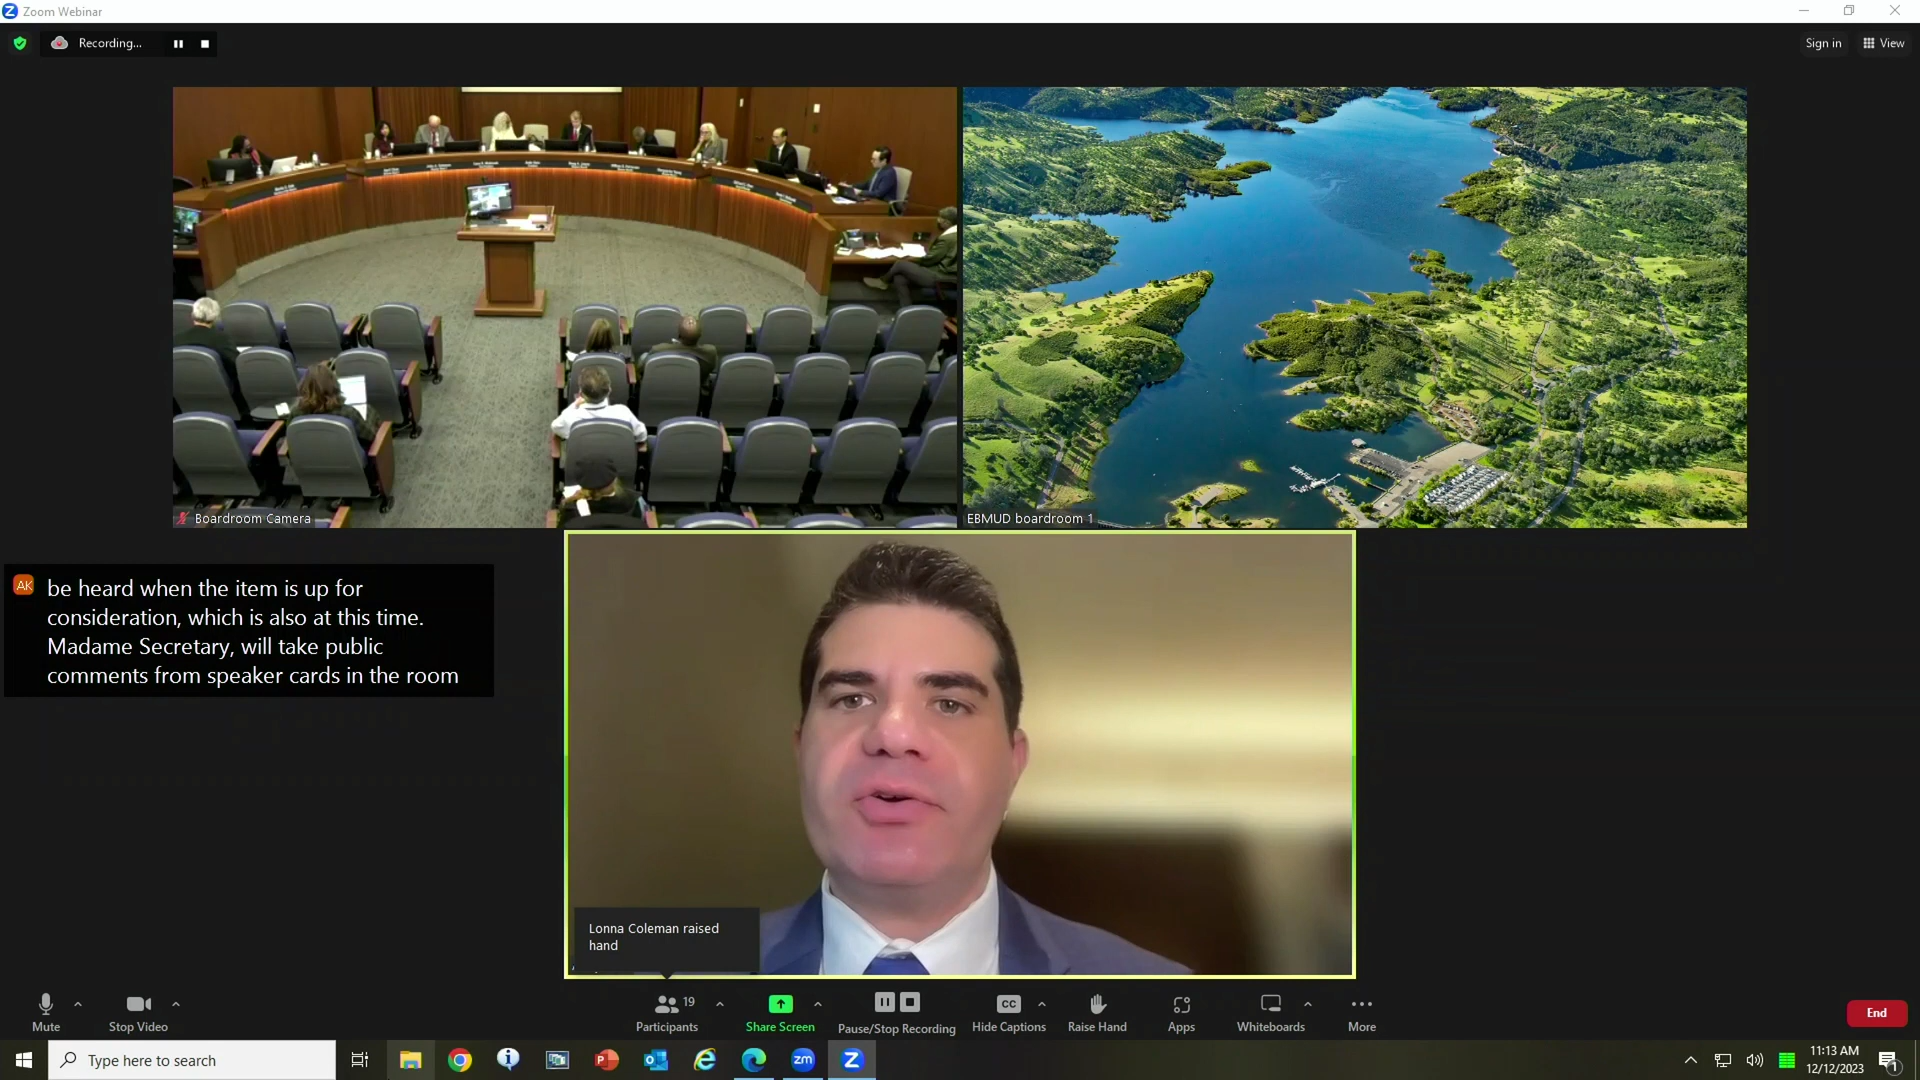 Zoom Webinar
Recording...
Sign in
View
Boardroom Camera
EBMUD boardroom 1
AK
be heard when the item is up for
consideration, which is also at this time.
Madame Secretary, will take public
comments from speaker cards in the room
Lonna Coleman raised
hand
Mute
Stop Video
19
Participants
Share Screen
Pause/Stop Recording
CC
Hide Captions
Raise Hand
Apps
Whiteboards
More
End
Type here to search
zm
11:13 AM
12/12/2023
1